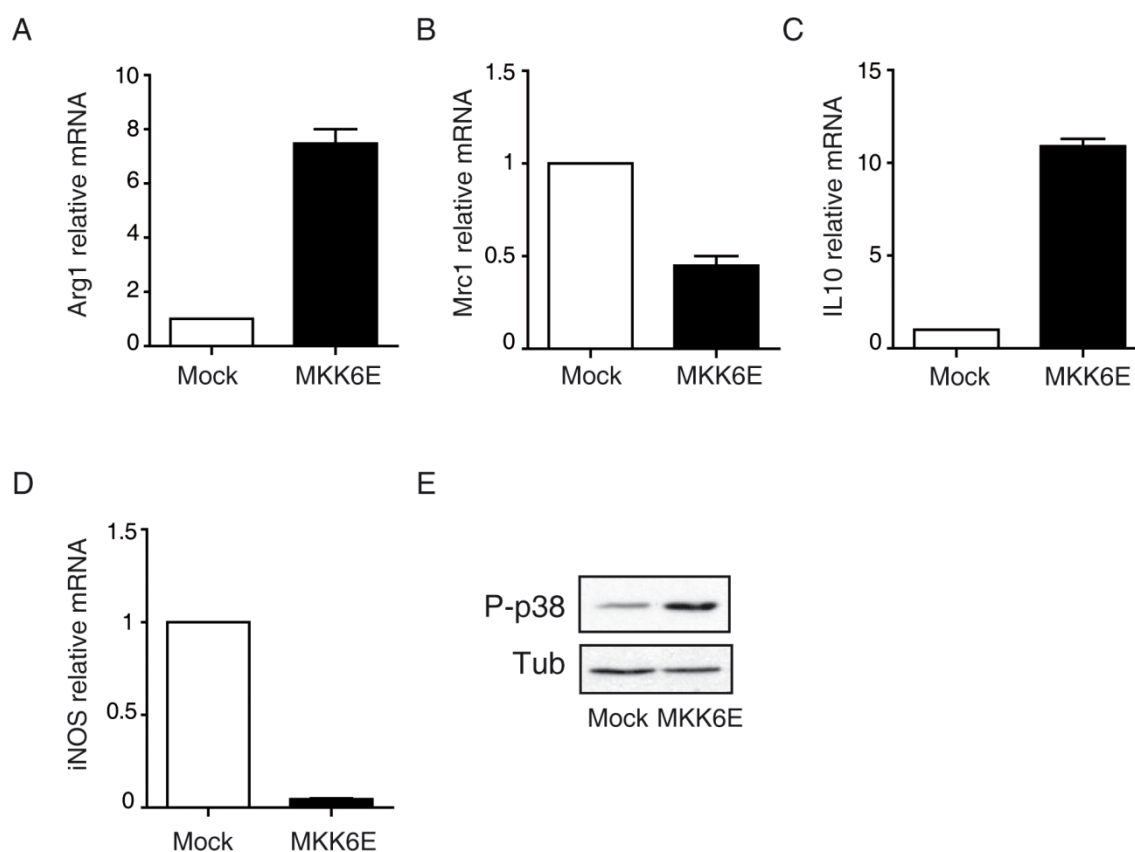 A
Arg1 relative mRNA
10
8
6
4
2
0
Mock MKK6E
B
Mrc1 relative mRNA
1.5
1
0.5
0
Mock MKK6E
C
IL10 relative mRNA
15
10
5
0
Mock MKK6E
D
iNOS relative mRNA
1.5
1
0.5
0
Mock MKK6E
E
P-p38
Tub
Mock MKK6E